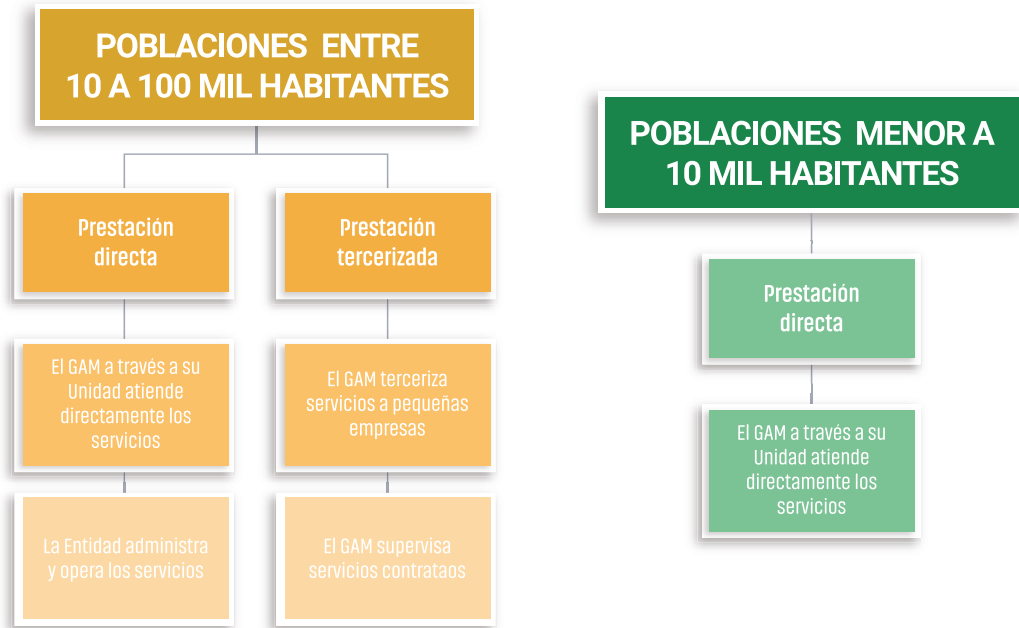 POBLACIONES ENTRE
10 A 100 MIL HABITANTES
Prestación
directa
El GAM a través a su
Unidad atiende
directamente los
servicios
La Entidad administra
y opera los servicios
Prestación
tercerizada
El GAM terceriza
servicios a pequeñas
empresas
El GAM supervisa
servicios contrataos
POBLACIONES MENOR A
10 MIL HABITANTES
Prestación
directa
El GAM a través a su
Unidad atiende
directamente los
servicios